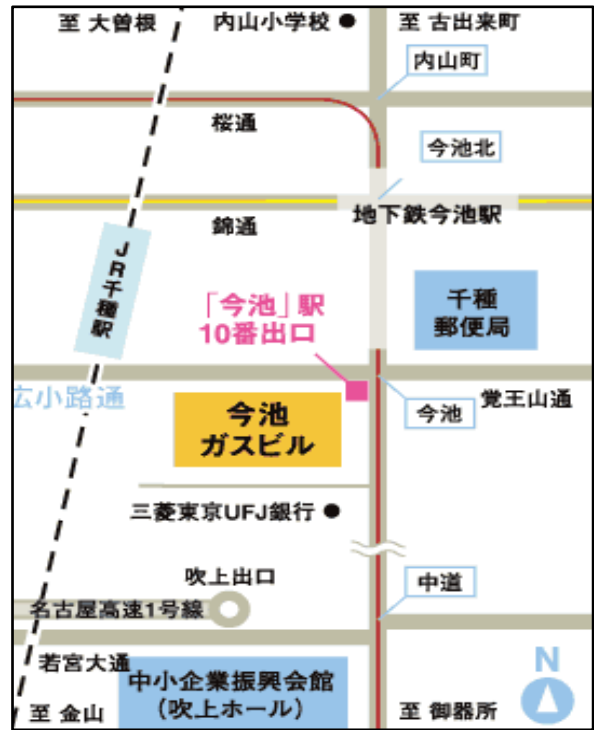 至 大曽根
内山小学校
至 古出来町
内山町
桜通
今池北
地下鉄今池駅
錦通
JR千種駅
「今池」駅
10番出口
千種
郵便局
広小路通
今池
ガスビル
今池
覚王山通
三菱東京UFJ銀行
吹上出口
中道
名古屋高速1号線
若宮大通
中小企業振興会館
(吹上ホール)
N
至 金山
至 御器所